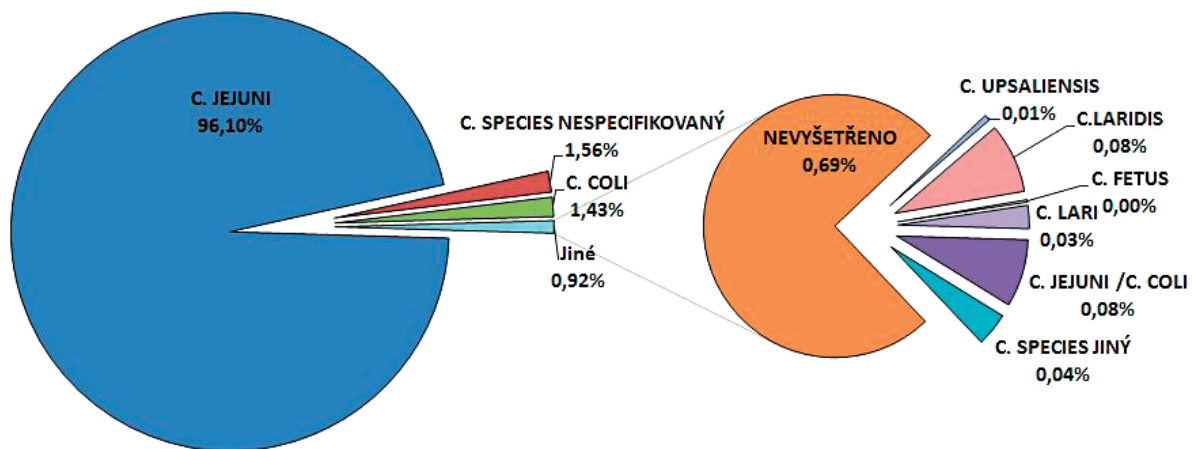 C. JEJUNI
96,10%
C. SPECIES NESPECIFIKOVANÝ
1,56%
C. COLI
1,43%
Jiné
0,92%
NEVYŠETŘENO
0,69%
C. UPSALIENSIS
0,01%
C.LARIDIS
0,08%
C. FETUS
0,00%
C. LARI
0,03%
C. JEJUNI /C. COLI
0,08%
C. SPECIES JINÝ
0,04%